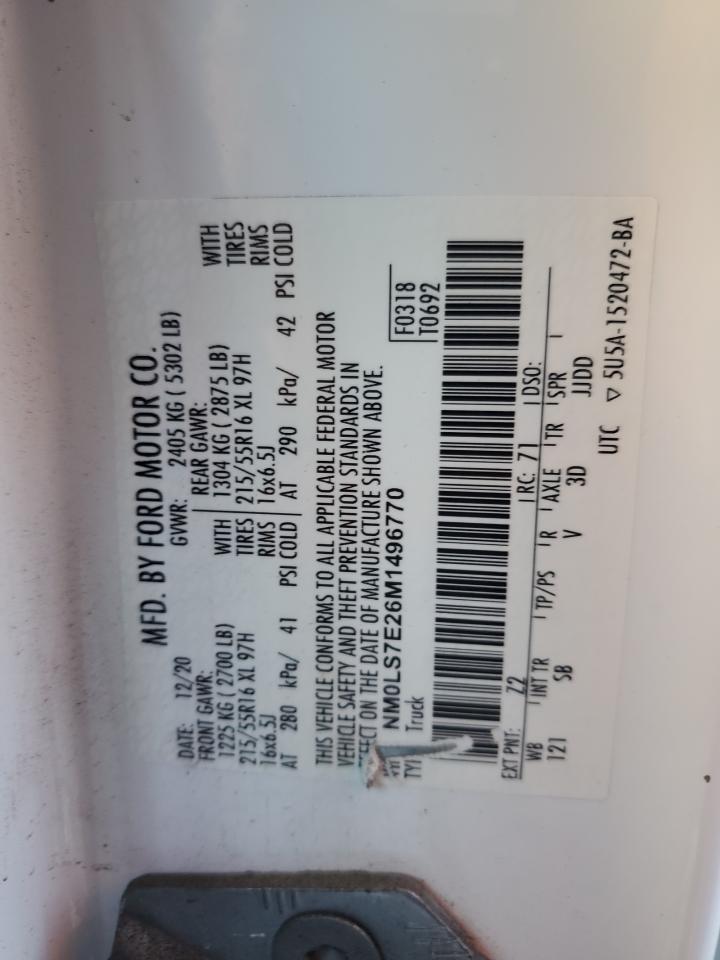 MFD. BY FORD MOTOR CO.
DATE: 12/20 GVWR: 2405 KG ( 5302 LB)
FRONT GAWR: REAR GAWR:
1225 KG ( 2700 LB) WITH 1304 KG ( 2875 LB) WITH
215/55R16 XL 97H TIRES 215/55R16 XL 97H TIRES
16x6.5J RIMS 16x6.5J RIMS
AT 280 kPa/ 41 PSI COLD AT 290 kPa/ 42 PSI COLD
THIS VEHICLE CONFORMS TO ALL APPLICABLE FEDERAL MOTOR
VEHICLE SAFETY AND THEFT PREVENTION STANDARDS IN
EFFECT ON THE DATE OF MANUFACTURE SHOWN ABOVE.
NM0LS7E26M1496770 F0318
Truck T0692
EXT PNT: Z2 RC: 71 DSO:
WB INT TR TP/PS R AXLE TR SPR
121 SB V 3D JJDD
UTC ▽ 5U5A-1520472-BA